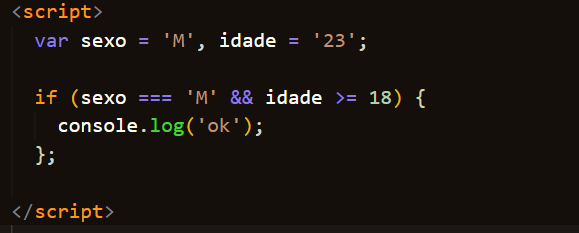 <script>
var sexo = 'M', idade = '23';
if (sexo === 'M' && idade >= 18) {
console.log('ok');
};
</script>